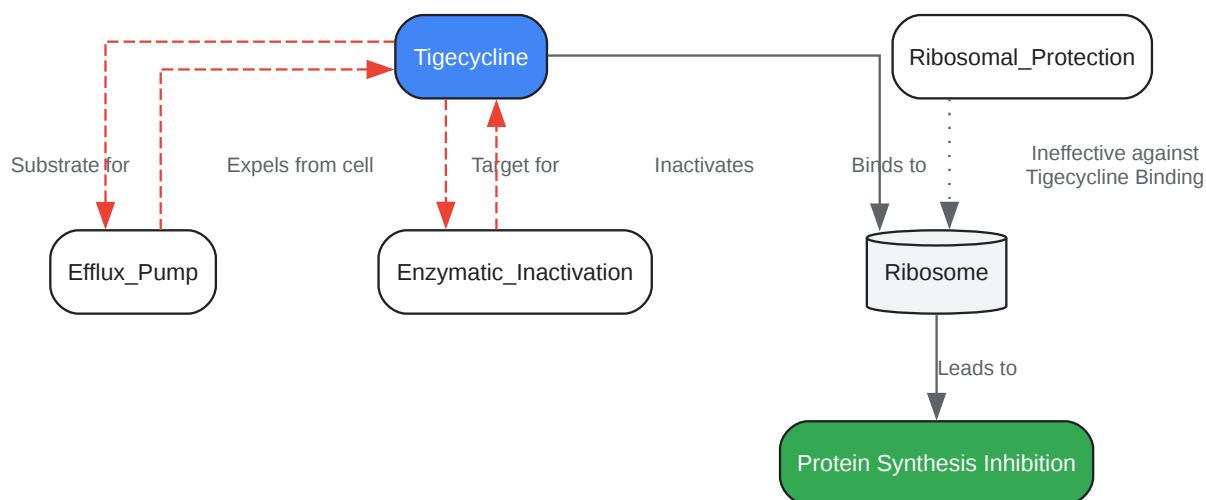 Tigecycline
Ribosomal_Protection
Substrate for
Expels from cell
Target for
Inactivates
Binds to
Ineffective against
Tigecycline Binding
Efflux_Pump
Enzymatic_Inactivation
Ribosome
Leads to
Protein Synthesis Inhibition